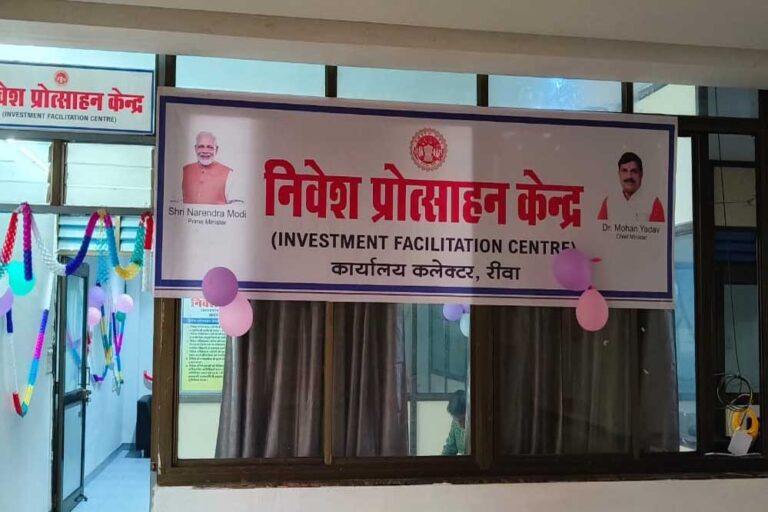 वेश प्रोत्साहन केन्द्र
(INVESTMENT FACILITATION CENTRE)
निवेश प्रोत्साहन केन्द्र
(INVESTMENT FACILITATION CENTRE)
कार्यालय कलेक्टर, रीवा
Shri Narendra Modi
Prime Minister
Dr. Mohan Yadav
Chief Minister